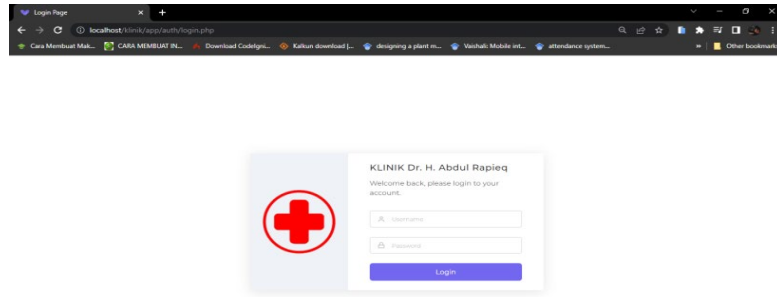 Login Page
localhost/klinik/app/auth/login.php
Cara Membuat Mak... CARA MEMBUAT IN... Download CodeIgni... Kalkun download |... designing a plant m... Vaishali: Mobile int... attendance system... » Other bookmark
KLINIK Dr. H. Abdul Rapieq
Welcome back, please login to your
account.
Username
Password
Login